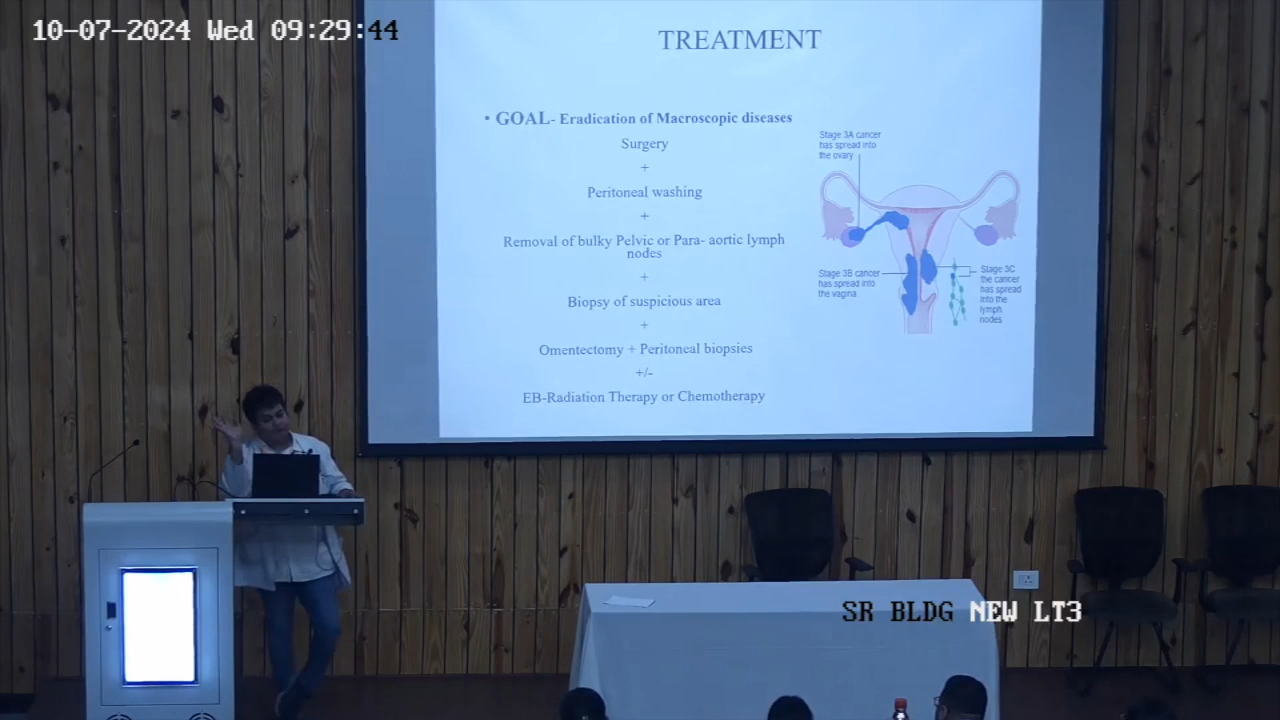 10-07-2024 Wed 09:29:44
TREATMENT
• GOAL- Eradication of Macroscopic diseases
Surgery
+
Peritoneal washing
+
Removal of bulky Pelvic or Para- aortic lymph
nodes
+
Biopsy of suspicious area
+
Omentectomy + Peritoneal biopsies
+/-
EB-Radiation Therapy or Chemotherapy
Stage 3A cancer
has spread into
the ovary
Stage 3B cancer
has spread into
the vagina
Stage 3C
the cancer
has spread
into the
lymph
nodes
SR BLDG NEW LT3